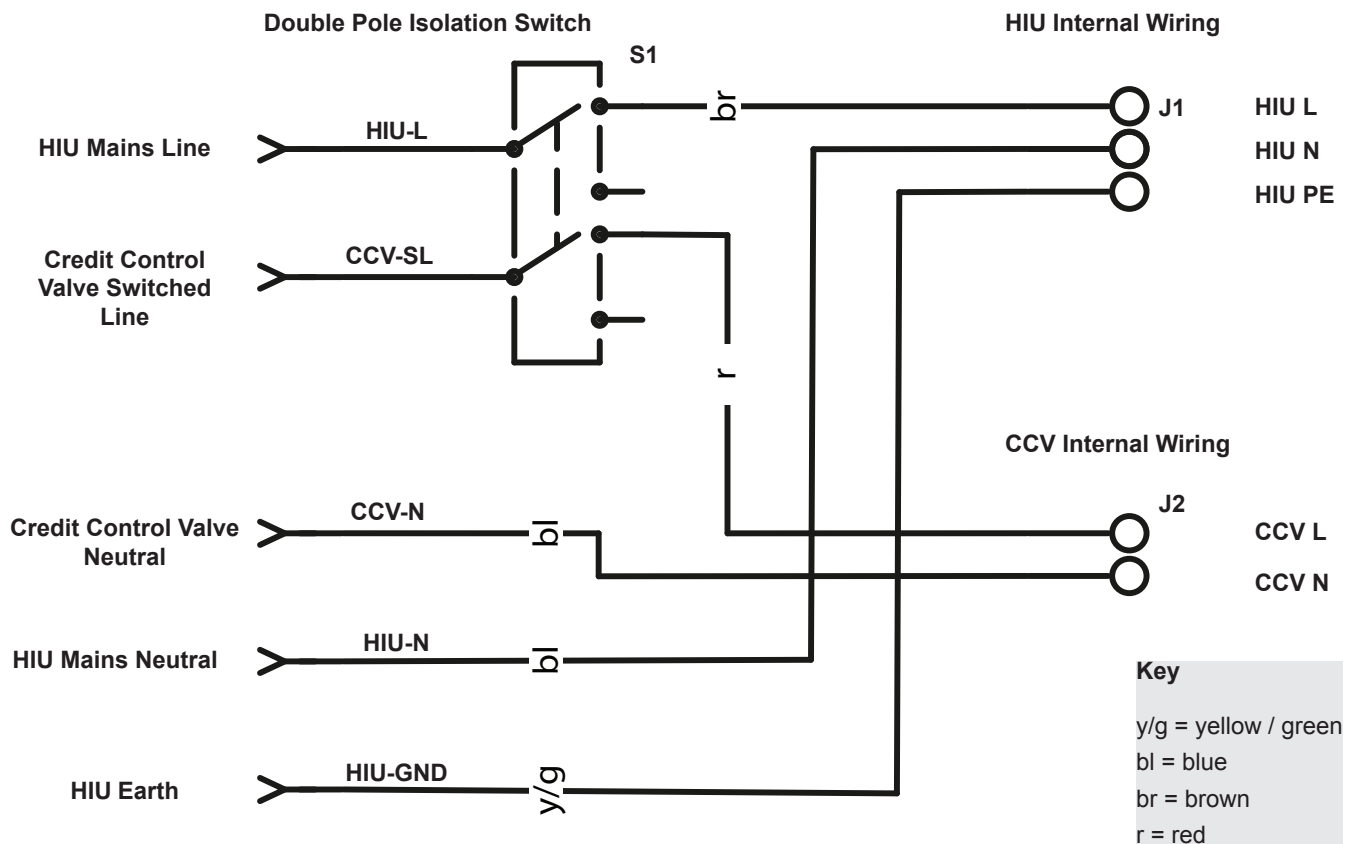 Double Pole Isolation Switch
HIU Internal Wiring
S1
br
J1
HIU L
HIU Mains Line
HIU-L
HIU N
HIU PE
Credit Control
Valve Switched
Line
CCV-SL
r
CCV Internal Wiring
J2
Credit Control Valve
Neutral
CCV-N
bl
CCV L
CCV N
HIU Mains Neutral
HIU-N
bl
HIU Earth
HIU-GND
y/g
Key
y/g = yellow / green
bl = blue
br = brown
r = red